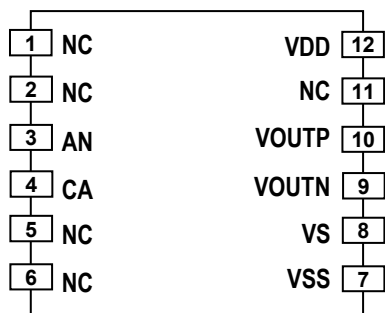 1 NC VDD 12
2 NC NC 11
3 AN VOUTP 10
4 CA VOUTN 9
5 NC VS 8
6 NC VSS 7